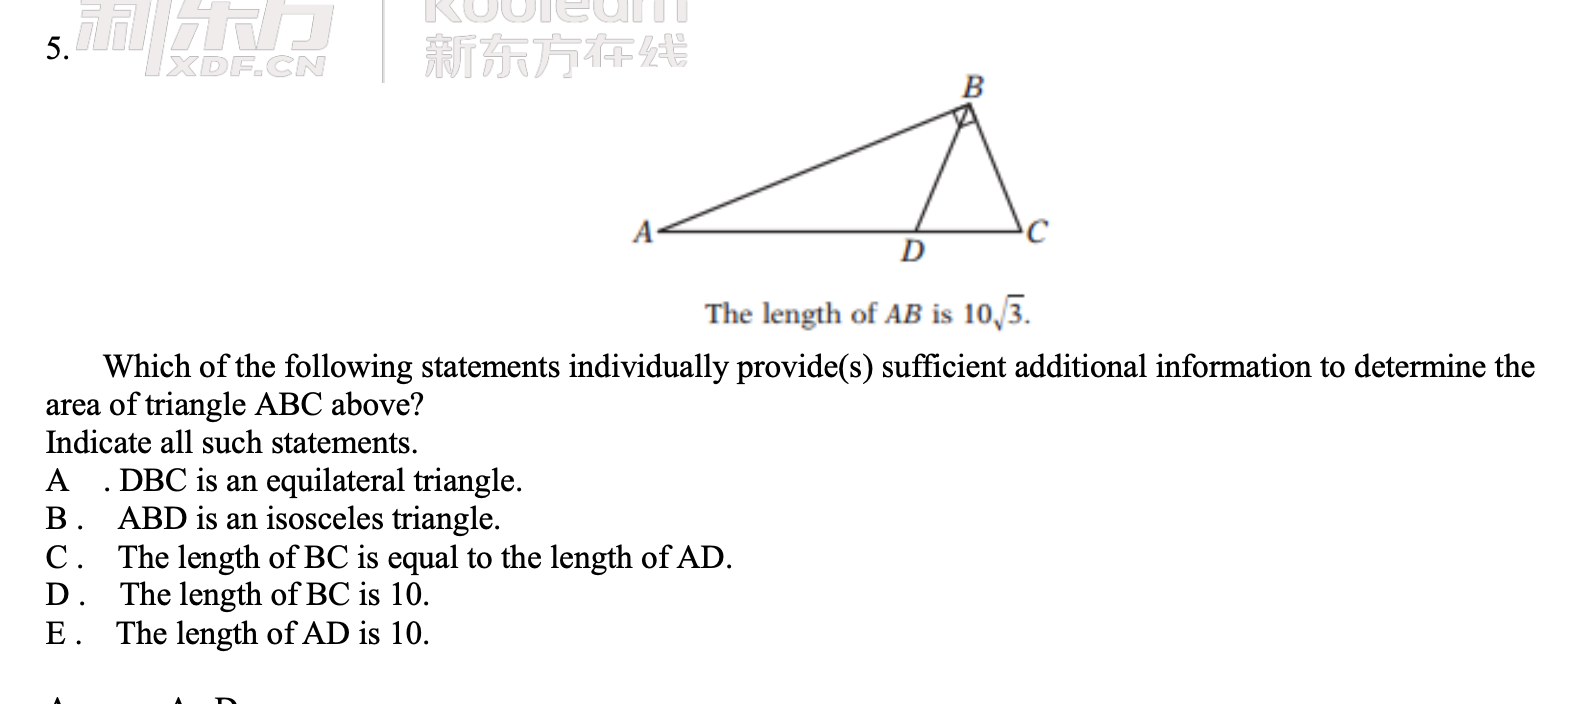 新东方
XDF.CN
Koolearn
新东方在线
5.
B
A
C
D
The length of AB is 10√3.
Which of the following statements individually provide(s) sufficient additional information to determine the
area of triangle ABC above?
Indicate all such statements.
A . DBC is an equilateral triangle.
B . ABD is an isosceles triangle.
C . The length of BC is equal to the length of AD.
D . The length of BC is 10.
E . The length of AD is 10.